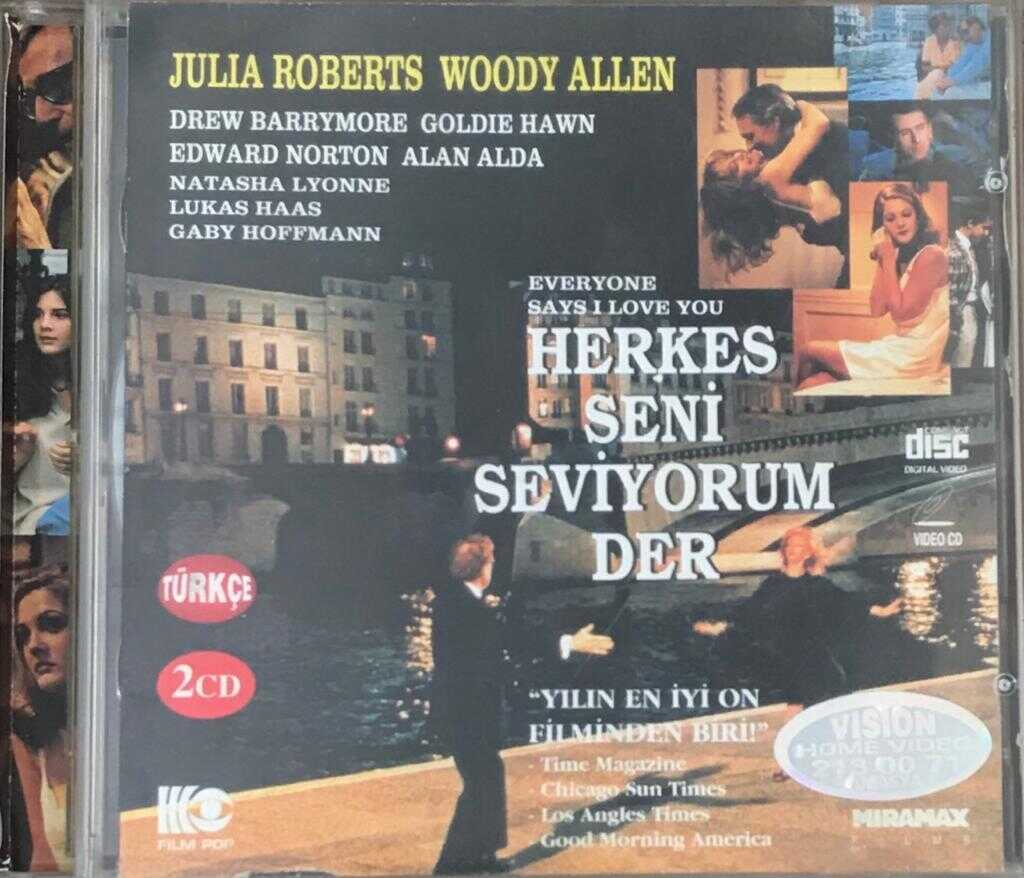 JULIA ROBERTS WOODY ALLEN
DREW BARRYMORE GOLDIE HAWN
EDWARD NORTON ALAN ALDA
NATASHA LYONNE
LUKAS HAAS
GABY HOFFMANN
EVERYONE
SAYS I LOVE YOU
HERKES
SENİ
SEVİYORUM
DER
COMPACT
disc
DIGITAL VIDEO
VIDEO CD
TÜRKÇE
2CD
"YILIN EN İYİ ON
FİLMİNDEN BİRİ!"
- Time Magazine
- Chicago Sun Times
- Los Angles Times
- Good Morning America
VISION
HOME VIDEO
FILM POP
MIRAMAX